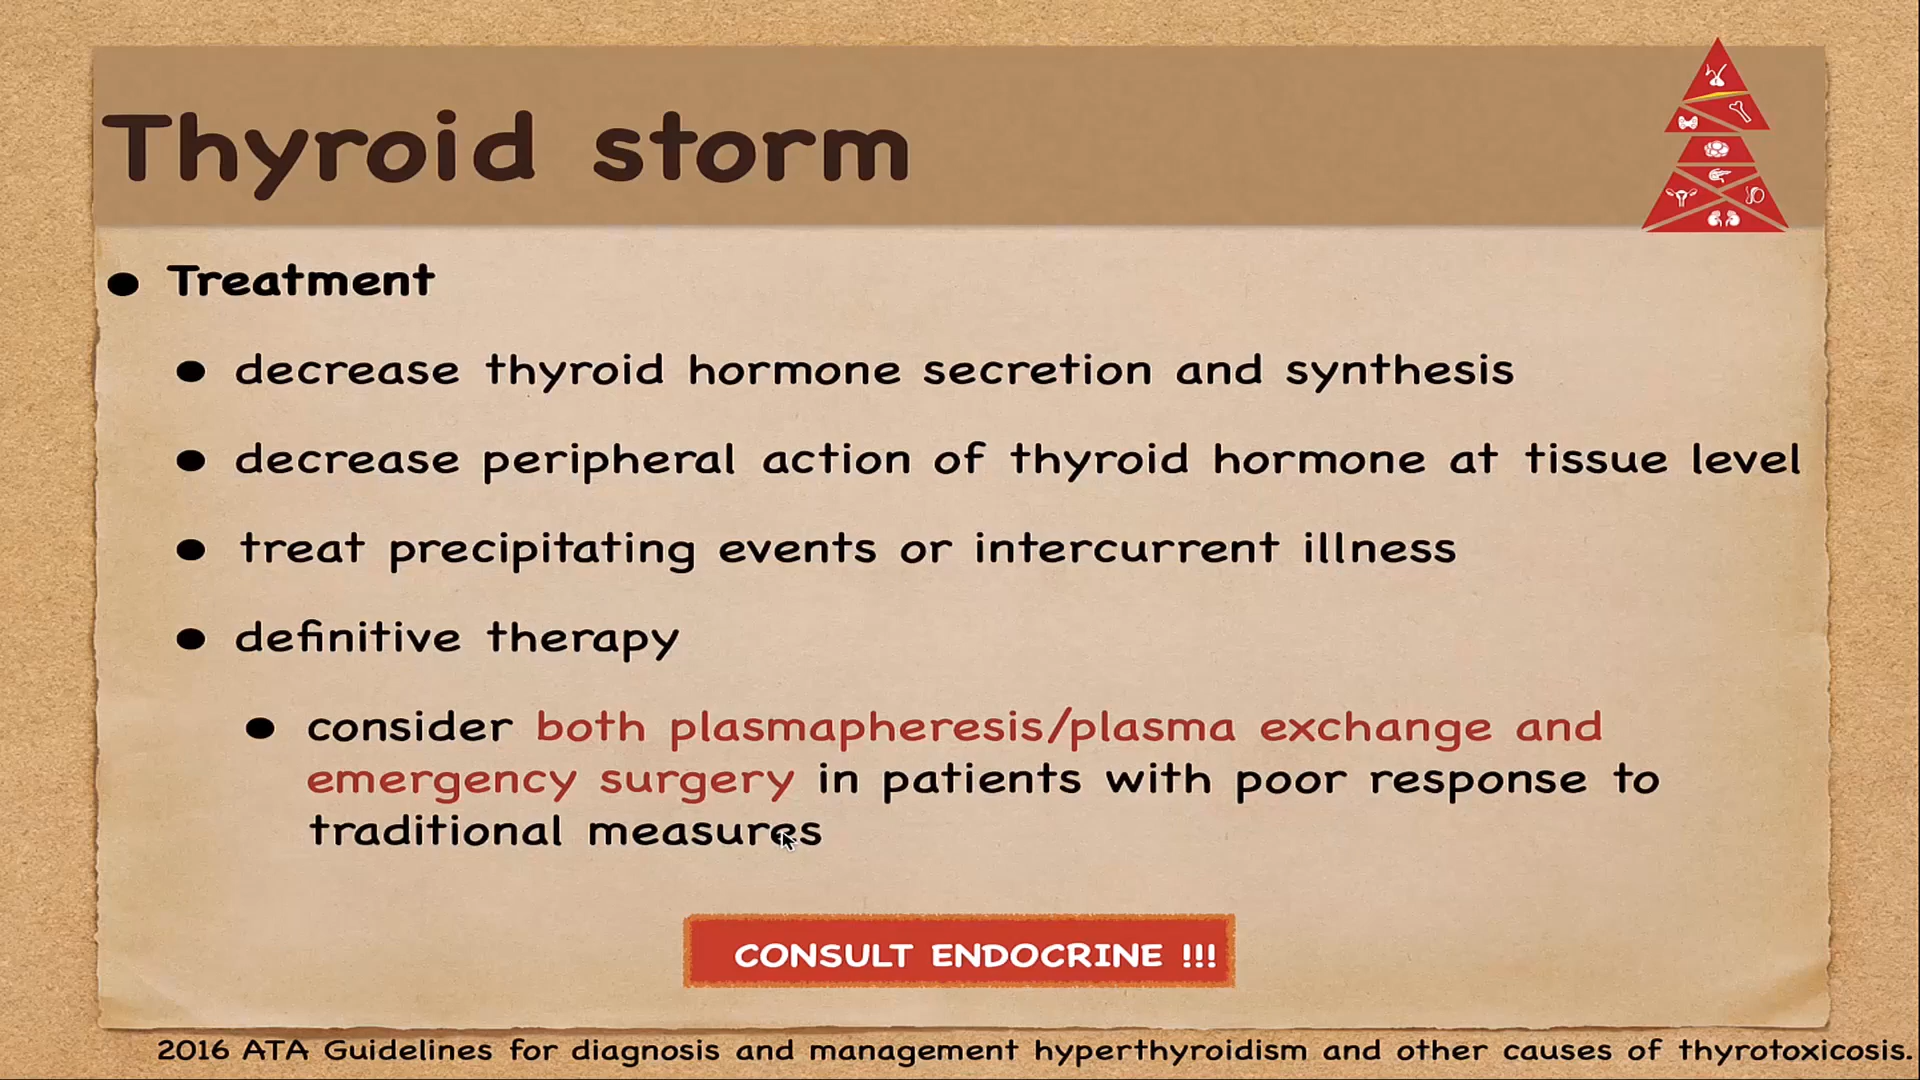 Thyroid storm
Treatment
decrease thyroid hormone secretion and synthesis
decrease peripheral action of thyroid hormone at tissue level
treat precipitating events or intercurrent illness
definitive therapy
consider both plasmapheresis/plasma exchange and
emergency surgery in patients with poor response to
traditional measures
CONSULT ENDOCRINE !!!
2016 ATA Guidelines for diagnosis and management hyperthyroidism and other causes of thyrotoxicosis.